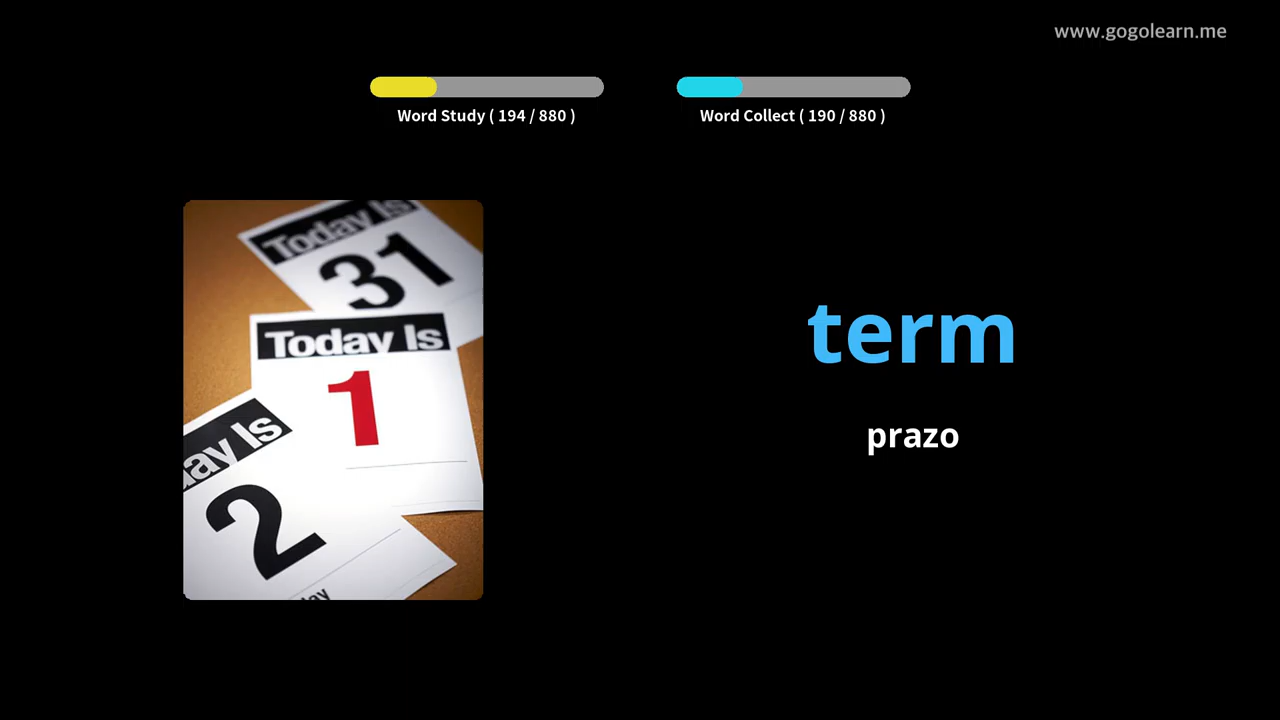 www.gogolearn.me
Word Study ( 194 / 880 )
Word Collect ( 190 / 880 )
Today Is
31
Today Is
1
ay Is
2
term
prazo